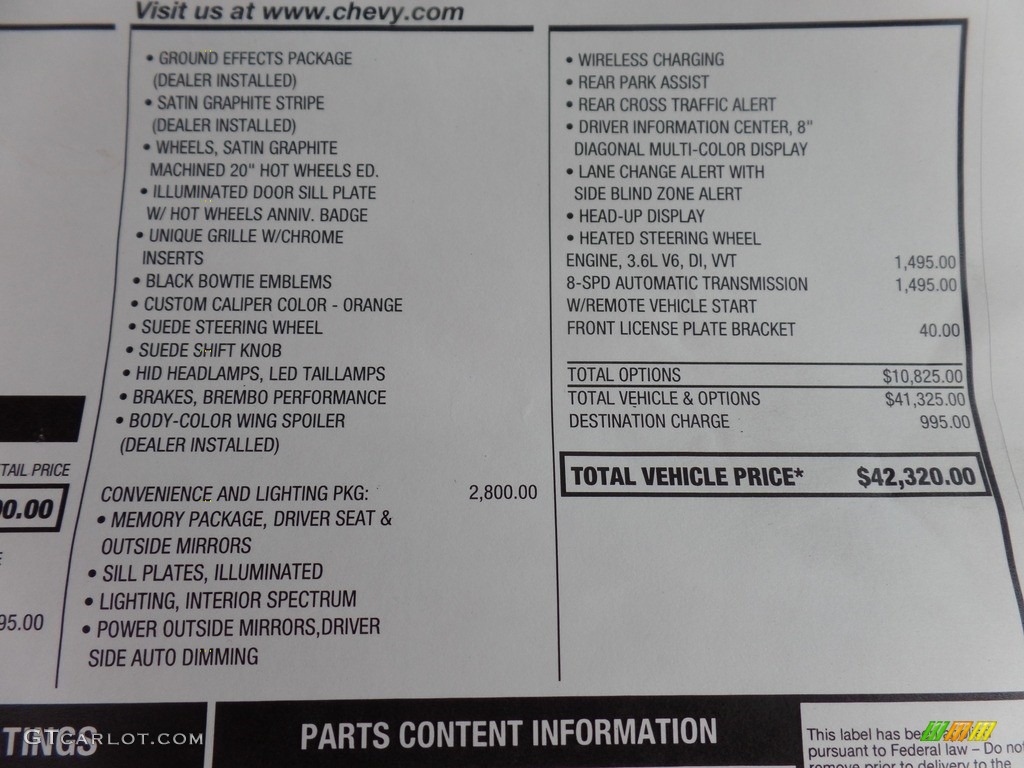 Visit us at www.chevy.com
• GROUND EFFECTS PACKAGE
(DEALER INSTALLED)
• SATIN GRAPHITE STRIPE
(DEALER INSTALLED)
• WHEELS, SATIN GRAPHITE
MACHINED 20" HOT WHEELS ED.
• ILLUMINATED DOOR SILL PLATE
W/ HOT WHEELS ANNIV. BADGE
• UNIQUE GRILLE W/CHROME
INSERTS
• BLACK BOWTIE EMBLEMS
• CUSTOM CALIPER COLOR - ORANGE
• SUEDE STEERING WHEEL
• SUEDE SHIFT KNOB
• HID HEADLAMPS, LED TAILLAMPS
• BRAKES, BREMBO PERFORMANCE
• BODY-COLOR WING SPOILER
(DEALER INSTALLED)
CONVENIENCE AND LIGHTING PKG: 2,800.00
• MEMORY PACKAGE, DRIVER SEAT &
OUTSIDE MIRRORS
• SILL PLATES, ILLUMINATED
• LIGHTING, INTERIOR SPECTRUM
• POWER OUTSIDE MIRRORS,DRIVER
SIDE AUTO DIMMING
• WIRELESS CHARGING
• REAR PARK ASSIST
• REAR CROSS TRAFFIC ALERT
• DRIVER INFORMATION CENTER, 8"
DIAGONAL MULTI-COLOR DISPLAY
• LANE CHANGE ALERT WITH
SIDE BLIND ZONE ALERT
• HEAD-UP DISPLAY
• HEATED STEERING WHEEL
ENGINE, 3.6L V6, DI, VVT 1,495.00
8-SPD AUTOMATIC TRANSMISSION 1,495.00
W/REMOTE VEHICLE START
FRONT LICENSE PLATE BRACKET 40.00
TOTAL OPTIONS $10,825.00
TOTAL VEHICLE & OPTIONS $41,325.00
DESTINATION CHARGE 995.00
TOTAL VEHICLE PRICE* $42,320.00
TAIL PRICE
00.00
95.00
TINGS
GTCARLOT.COM
PARTS CONTENT INFORMATION
This label has be
pursuant to Federal law – Do not
remove prior to delivery to the